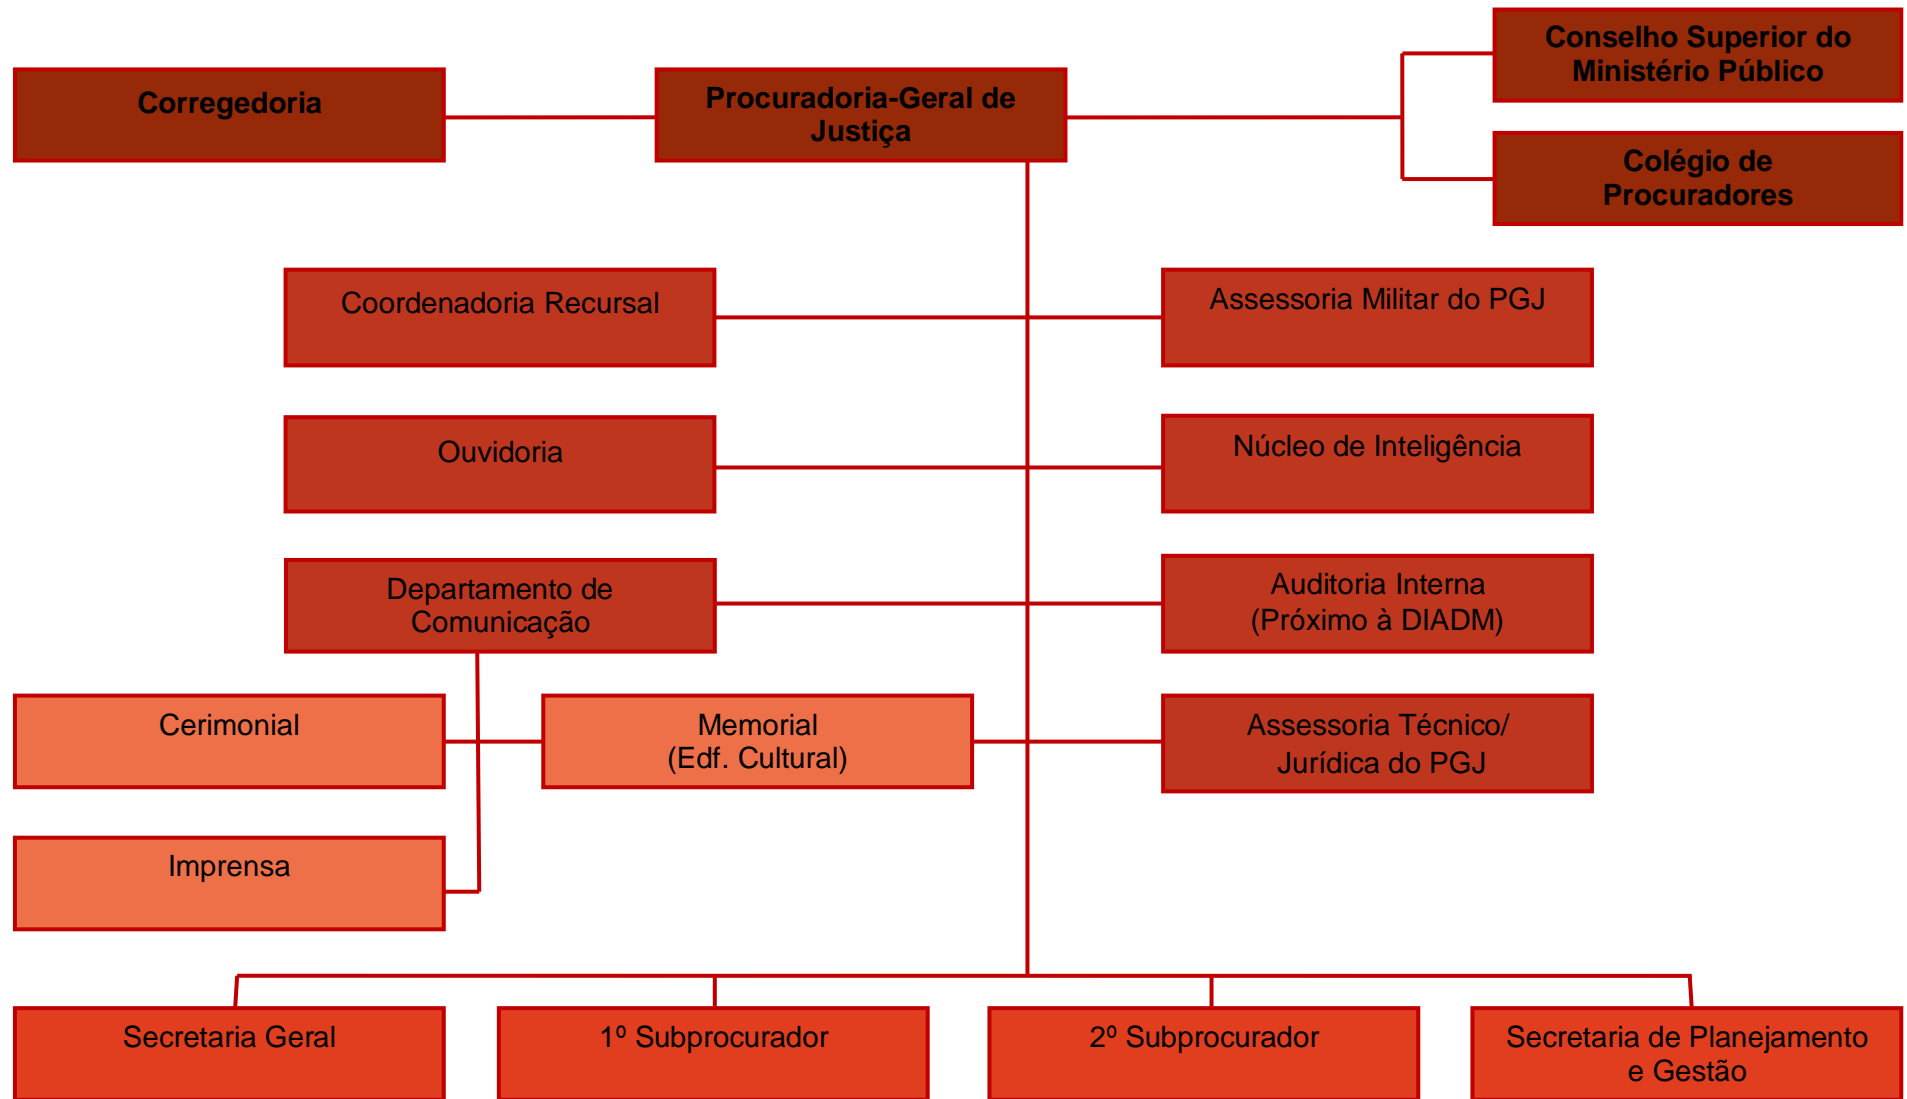 Conselho Superior do
Ministério Público
Corregedoria
Procuradoria-Geral de
Justiça
Colégio de
Procuradores
Coordenadoria Recursal
Assessoria Militar do PGJ
Ouvidoria
Núcleo de Inteligência
Departamento de
Comunicação
Auditoria Interna
(Próximo à DIADM)
Cerimonial
Memorial
(Edf. Cultural)
Assessoria Técnico/
Jurídica do PGJ
Imprensa
Secretaria Geral
1º Subprocurador
2º Subprocurador
Secretaria de Planejamento
e Gestão